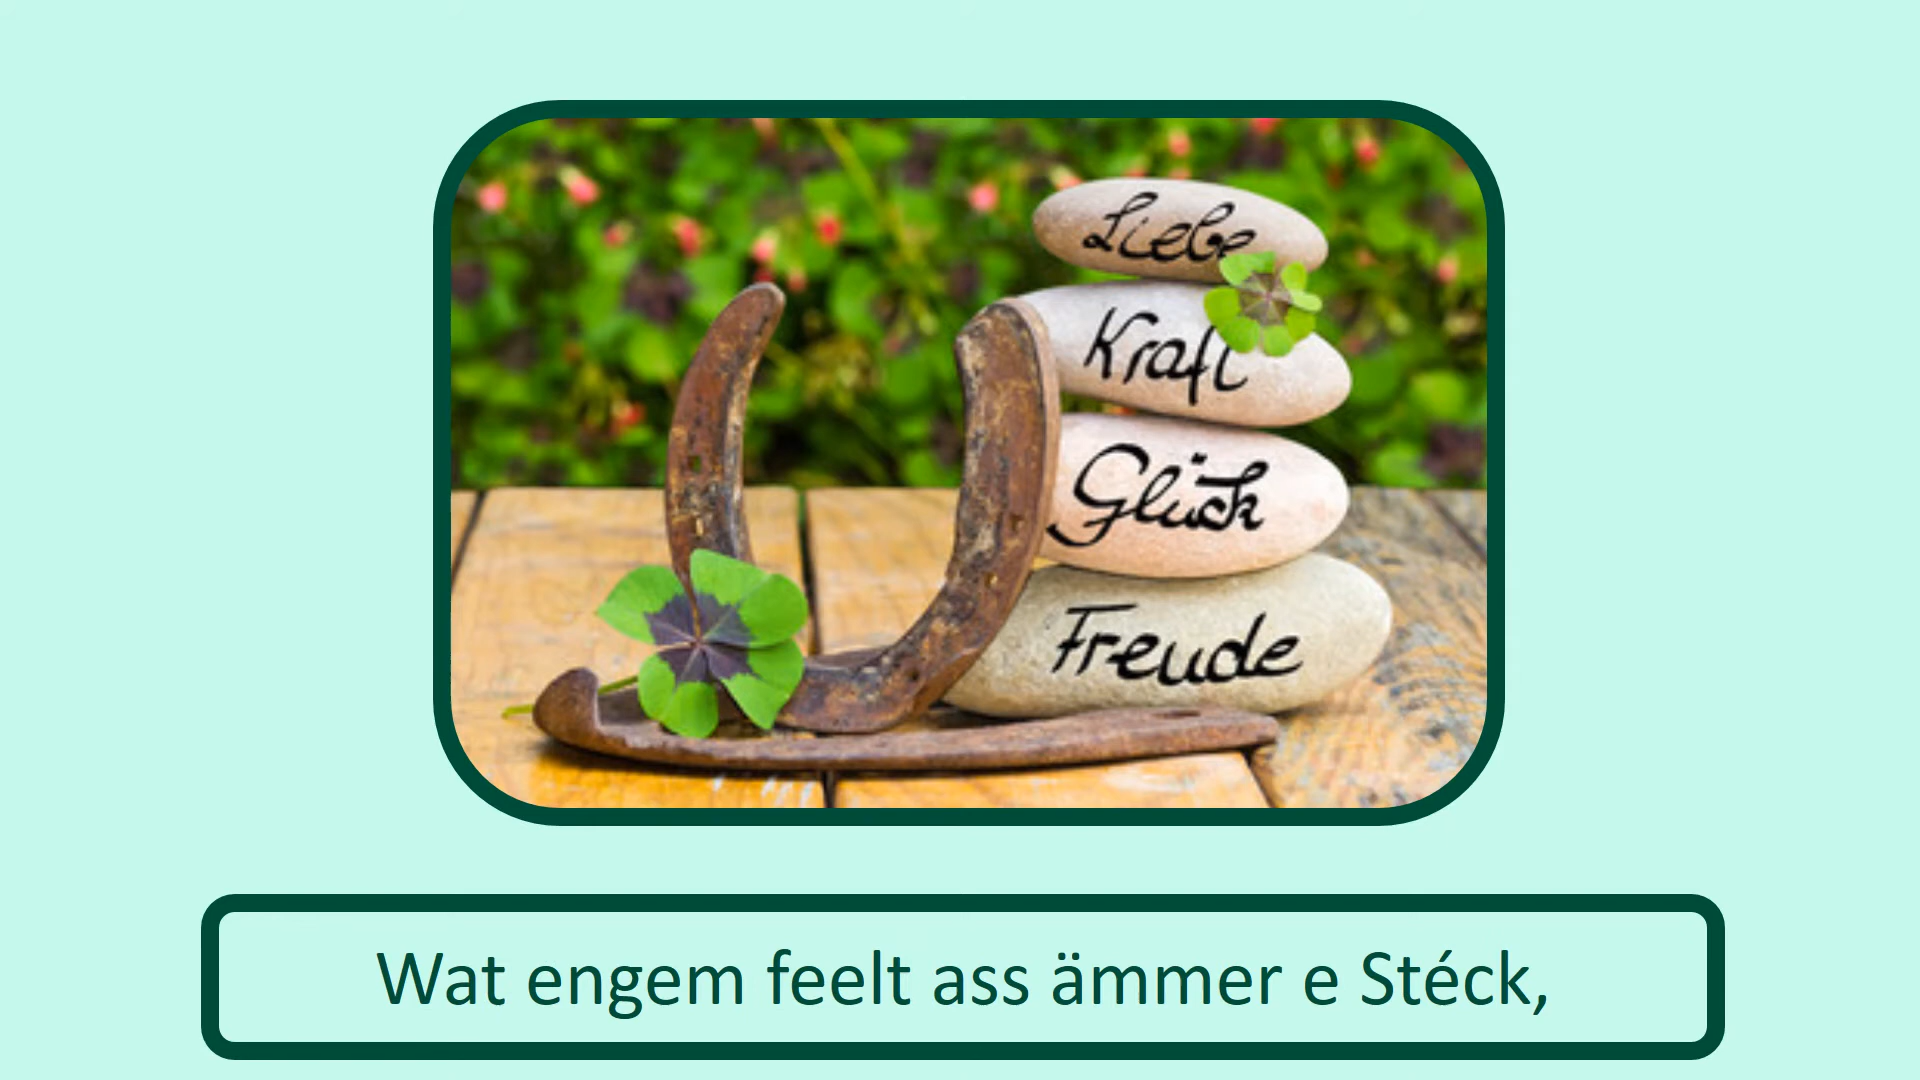 Liebe
Kraft
Glück
Freude
Wat engem feelt ass ämmer e Stéck,